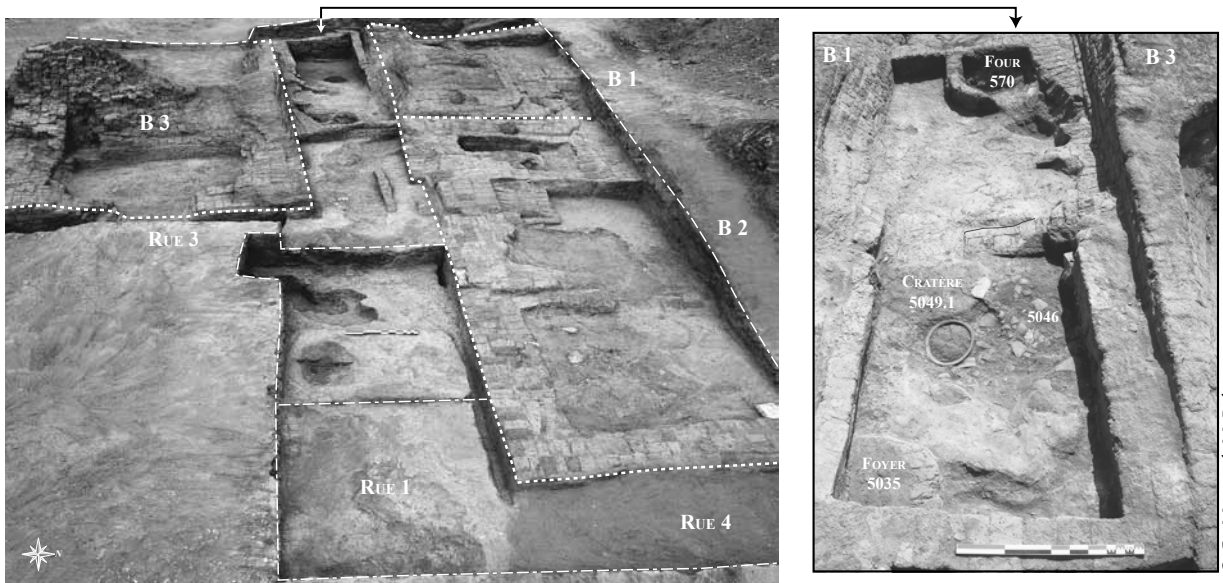 B 3
B 1
B 2
RUE 3
RUE 1
RUE 4
N
B 1
FOUR
570
B 3
CRATÈRE
5049.1
5046
FOYER
5035